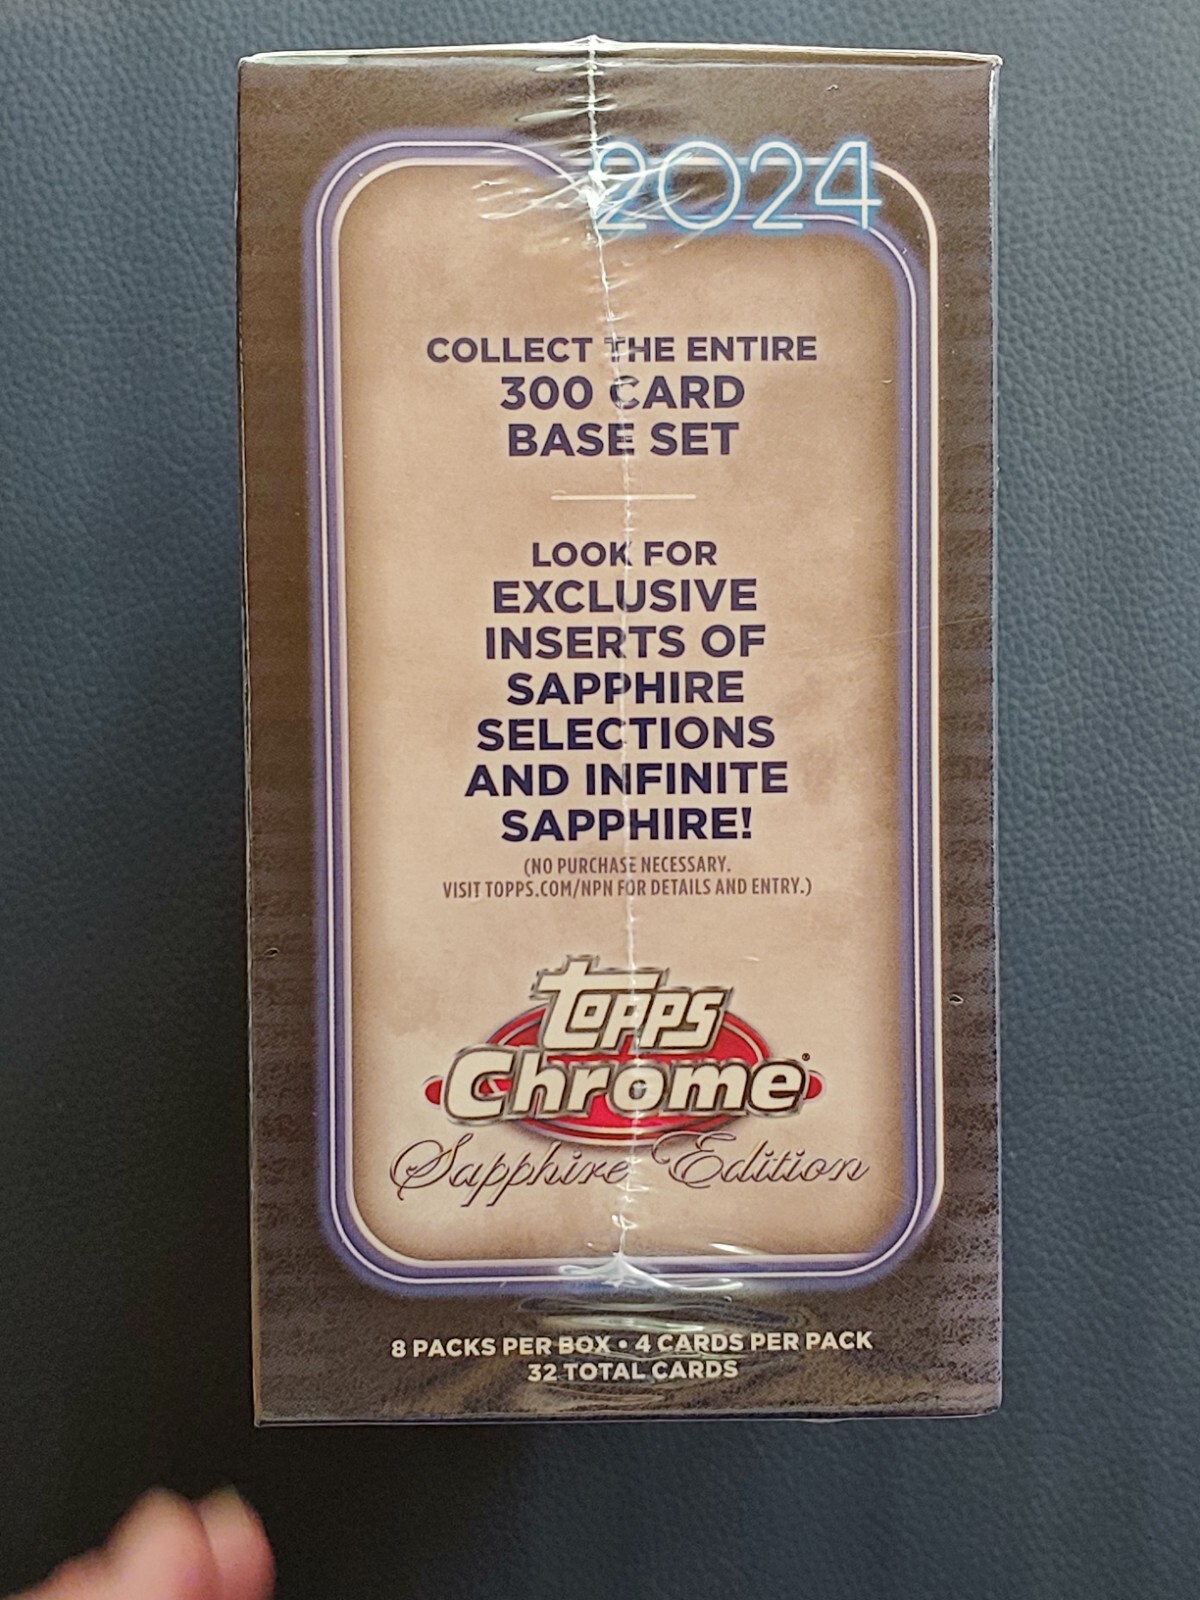 2024
COLLECT THE ENTIRE
300 CARD
BASE SET
LOOK FOR
EXCLUSIVE
INSERTS OF
SAPPHIRE
SELECTIONS
AND INFINITE
SAPPHIRE!
(NO PURCHASE NECESSARY.
VISIT TOPPS.COM/NPN FOR DETAILS AND ENTRY.)
topps
Chrome®
Sapphire Edition
8 PACKS PER BOX • 4 CARDS PER PACK
32 TOTAL CARDS